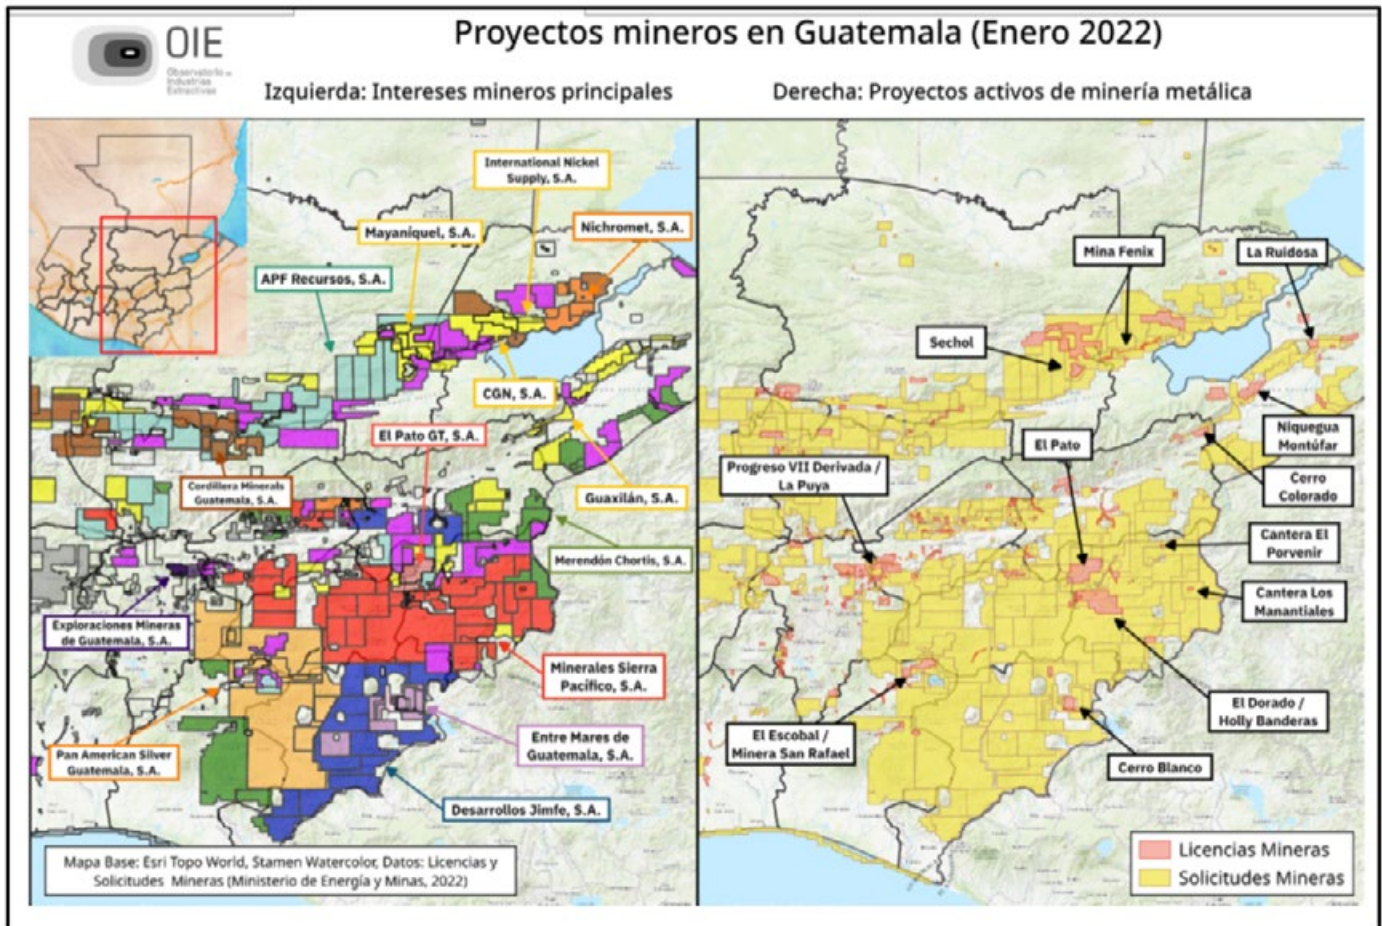 Proyectos mineros en Guatemala (Enero 2022)
OIE
Observatorio de
Industrias
Extractivas
Izquierda: Intereses mineros principales
Derecha: Proyectos activos de minería metálica
International Nickel
Supply, S.A.
Mayaníquel, S.A.
Nichromet, S.A.
APF Recursos, S.A.
CGN, S.A.
El Pato GT, S.A.
Cordillera Minerals
Guatemala, S.A.
Guaxilán, S.A.
Merendón Chortis, S.A.
Exploraciones Mineras
de Guatemala, S.A.
Minerales Sierra
Pacífico, S.A.
Entre Mares de
Guatemala, S.A.
Pan American Silver
Guatemala, S.A.
Desarrollos Jimfe, S.A.
Mapa Base: Esri Topo World, Stamen Watercolor, Datos: Licencias y
Solicitudes Mineras (Ministerio de Energía y Minas, 2022)
Mina Fenix
La Ruidosa
Sechol
Niquegua
Montúfar
El Pato
Progreso VII Derivada /
La Puya
Cerro
Colorado
Cantera El
Porvenir
Cantera Los
Manantiales
El Dorado /
Holly Banderas
El Escobal /
Minera San Rafael
Cerro Blanco
Licencias Mineras
Solicitudes Mineras